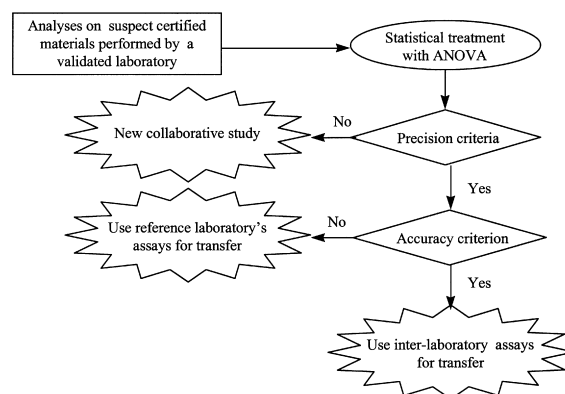 Analyses on suspect certified
materials performed by a
validated laboratory
Statistical treatment
with ANOVA
No
New collaborative study
Precision criteria
Yes
No
Use reference laboratory's
assays for transfer
Accuracy criterion
Yes
Use inter-laboratory assays
for transfer